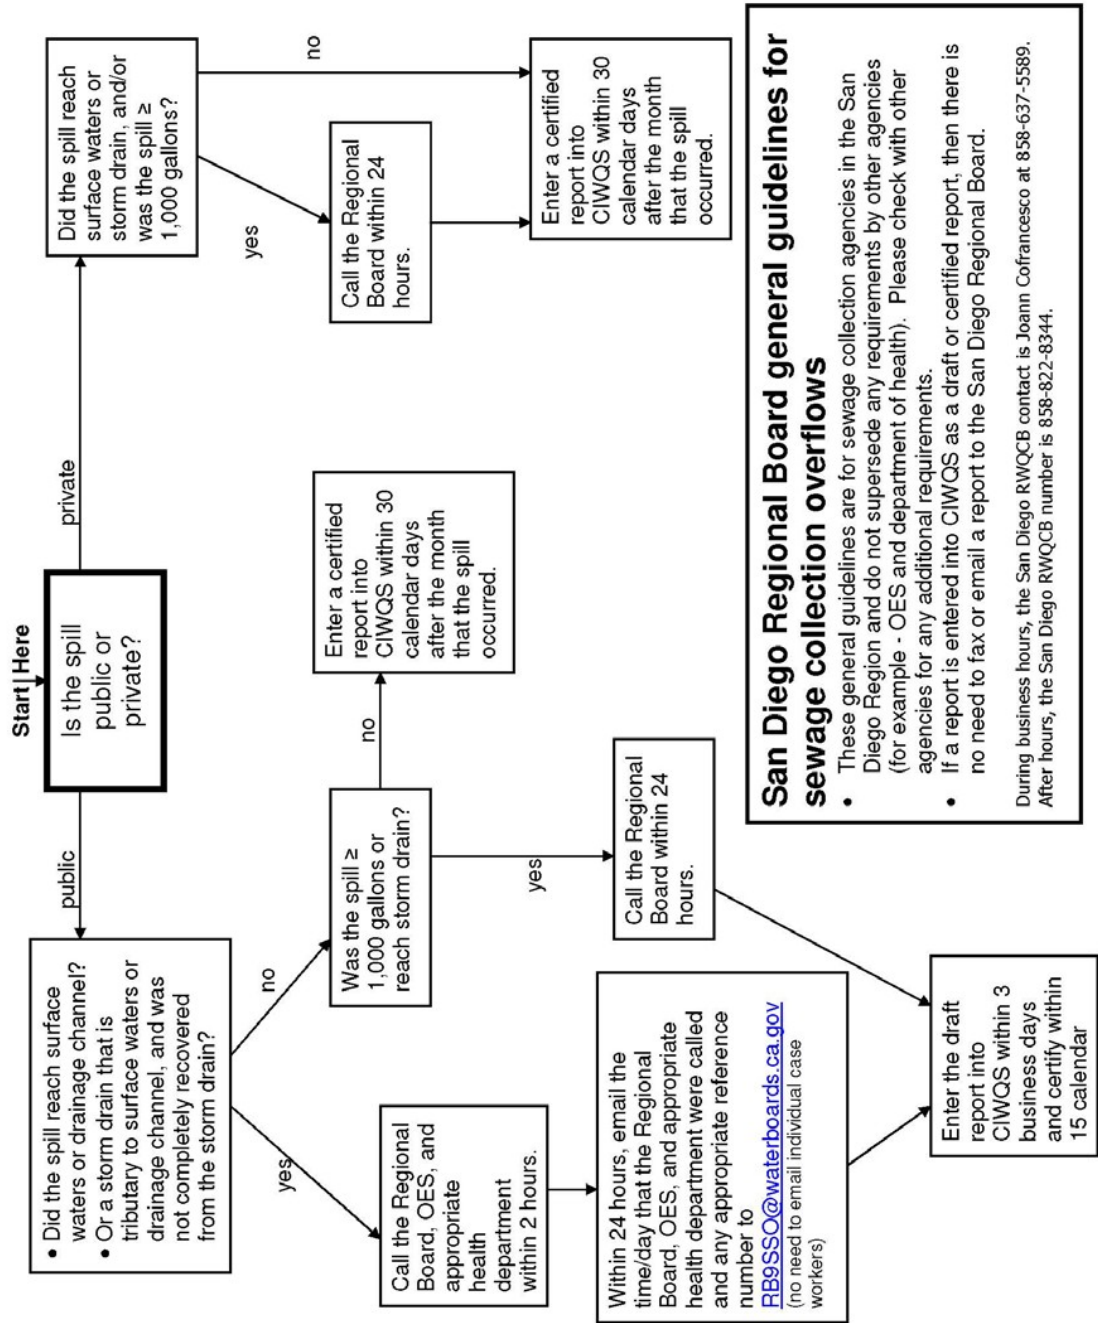 Start Here
Is the spill
public or
private?
public
private
• Did the spill reach surface
waters or drainage channel?
• Or a storm drain that is
tributary to surface waters or
drainage channel, and was
not completely recovered
from the storm drain?
yes
no
Call the Regional
Board, OES, and
appropriate
health
department
within 2 hours.
Within 24 hours, email the
time/day that the Regional
Board, OES, and appropriate
health department were called
and any appropriate reference
number to
RB9SSO@waterboards.ca.gov
(no need to email individual case
workers)
Was the spill ≥
1,000 gallons or
reach storm drain?
no
yes
Enter a certified
report into
CIWQS within 30
calendar days
after the month
that the spill
occurred.
Call the Regional
Board within 24
hours.
Enter the draft
report into
CIWQS within 3
business days
and certify within
15 calendar
Did the spill reach
surface waters or
storm drain, and/or
was the spill ≥
1,000 gallons?
yes
no
Call the Regional
Board within 24
hours.
Enter a certified
report into
CIWQS within 30
calendar days
after the month
that the spill
occurred.
San Diego Regional Board general guidelines for
sewage collection overflows
• These general guidelines are for sewage collection agencies in the San
Diego Region and do not supersede any requirements by other agencies
(for example - OES and department of health). Please check with other
agencies for any additional requirements.
• If a report is entered into CIWQS as a draft or certified report, then there is
no need to fax or email a report to the San Diego Regional Board.
During business hours, the San Diego RWQCB contact is Joann Cofrancesco at 858-637-5589.
After hours, the San Diego RWQCB number is 858-822-8344.